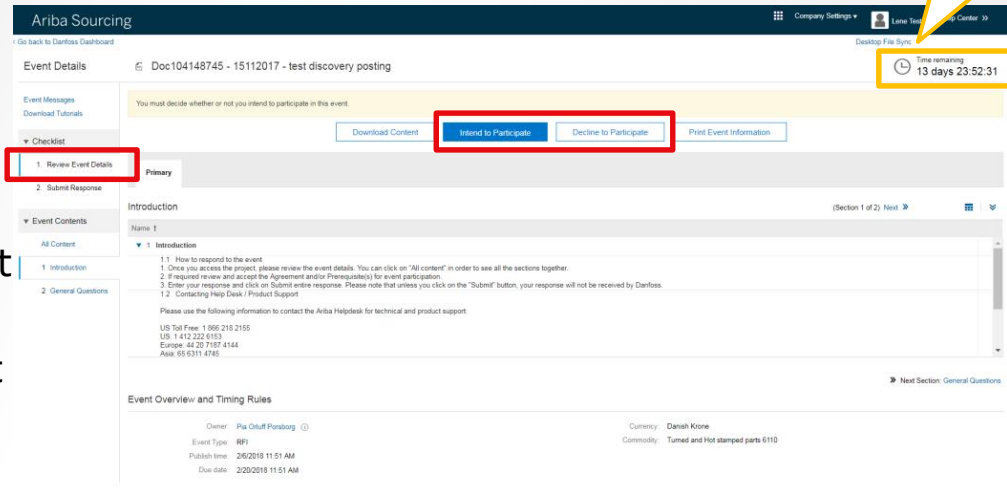 Ariba Sourcing
Company Settings ▾
Lene Test
p Center »
Go back to Danfoss Dashboard
Desktop File Sync
Event Details
Doc104148745 - 15112017 - test discovery posting
Time remaining
13 days 23:52:31
Event Messages
Download Tutorials
You must decide whether or not you intend to participate in this event.
Download Content
Intend to Participate
Decline to Participate
Print Event Information
▼ Checklist
1. Review Event Details
2. Submit Response
Primary
Introduction
(Section 1 of 2) Next »
Name ↑
▼ Event Contents
All Content
1 Introduction
2 General Questions
t
t
▼ 1 Introduction
1.1 How to respond to the event
1. Once you access the project, please review the event details. You can click on "All content" in order to see all the sections together.
2. If required review and accept the Agreement and/or Prerequisite(s) for event participation.
3. Enter your response and click on Submit entire response. Please note that unless you click on the "Submit" button, your response will not be received by Danfoss.
1.2 Contacting Help Desk / Product Support
Please use the following information to contact the Ariba Helpdesk for technical and product support
US Toll Free: 1 866 218 2155
US: 1 412 222 6153
Europe: 44 20 7187 4144
Asia: 65 6311 4745
» Next Section: General Questions
Event Overview and Timing Rules
Owner: Pia Orluff Porsborg
Currency: Danish Krone
Event Type: RFI
Commodity: Turned and Hot stamped parts 6110
Publish time: 2/6/2018 11:51 AM
Due date: 2/20/2018 11:51 AM